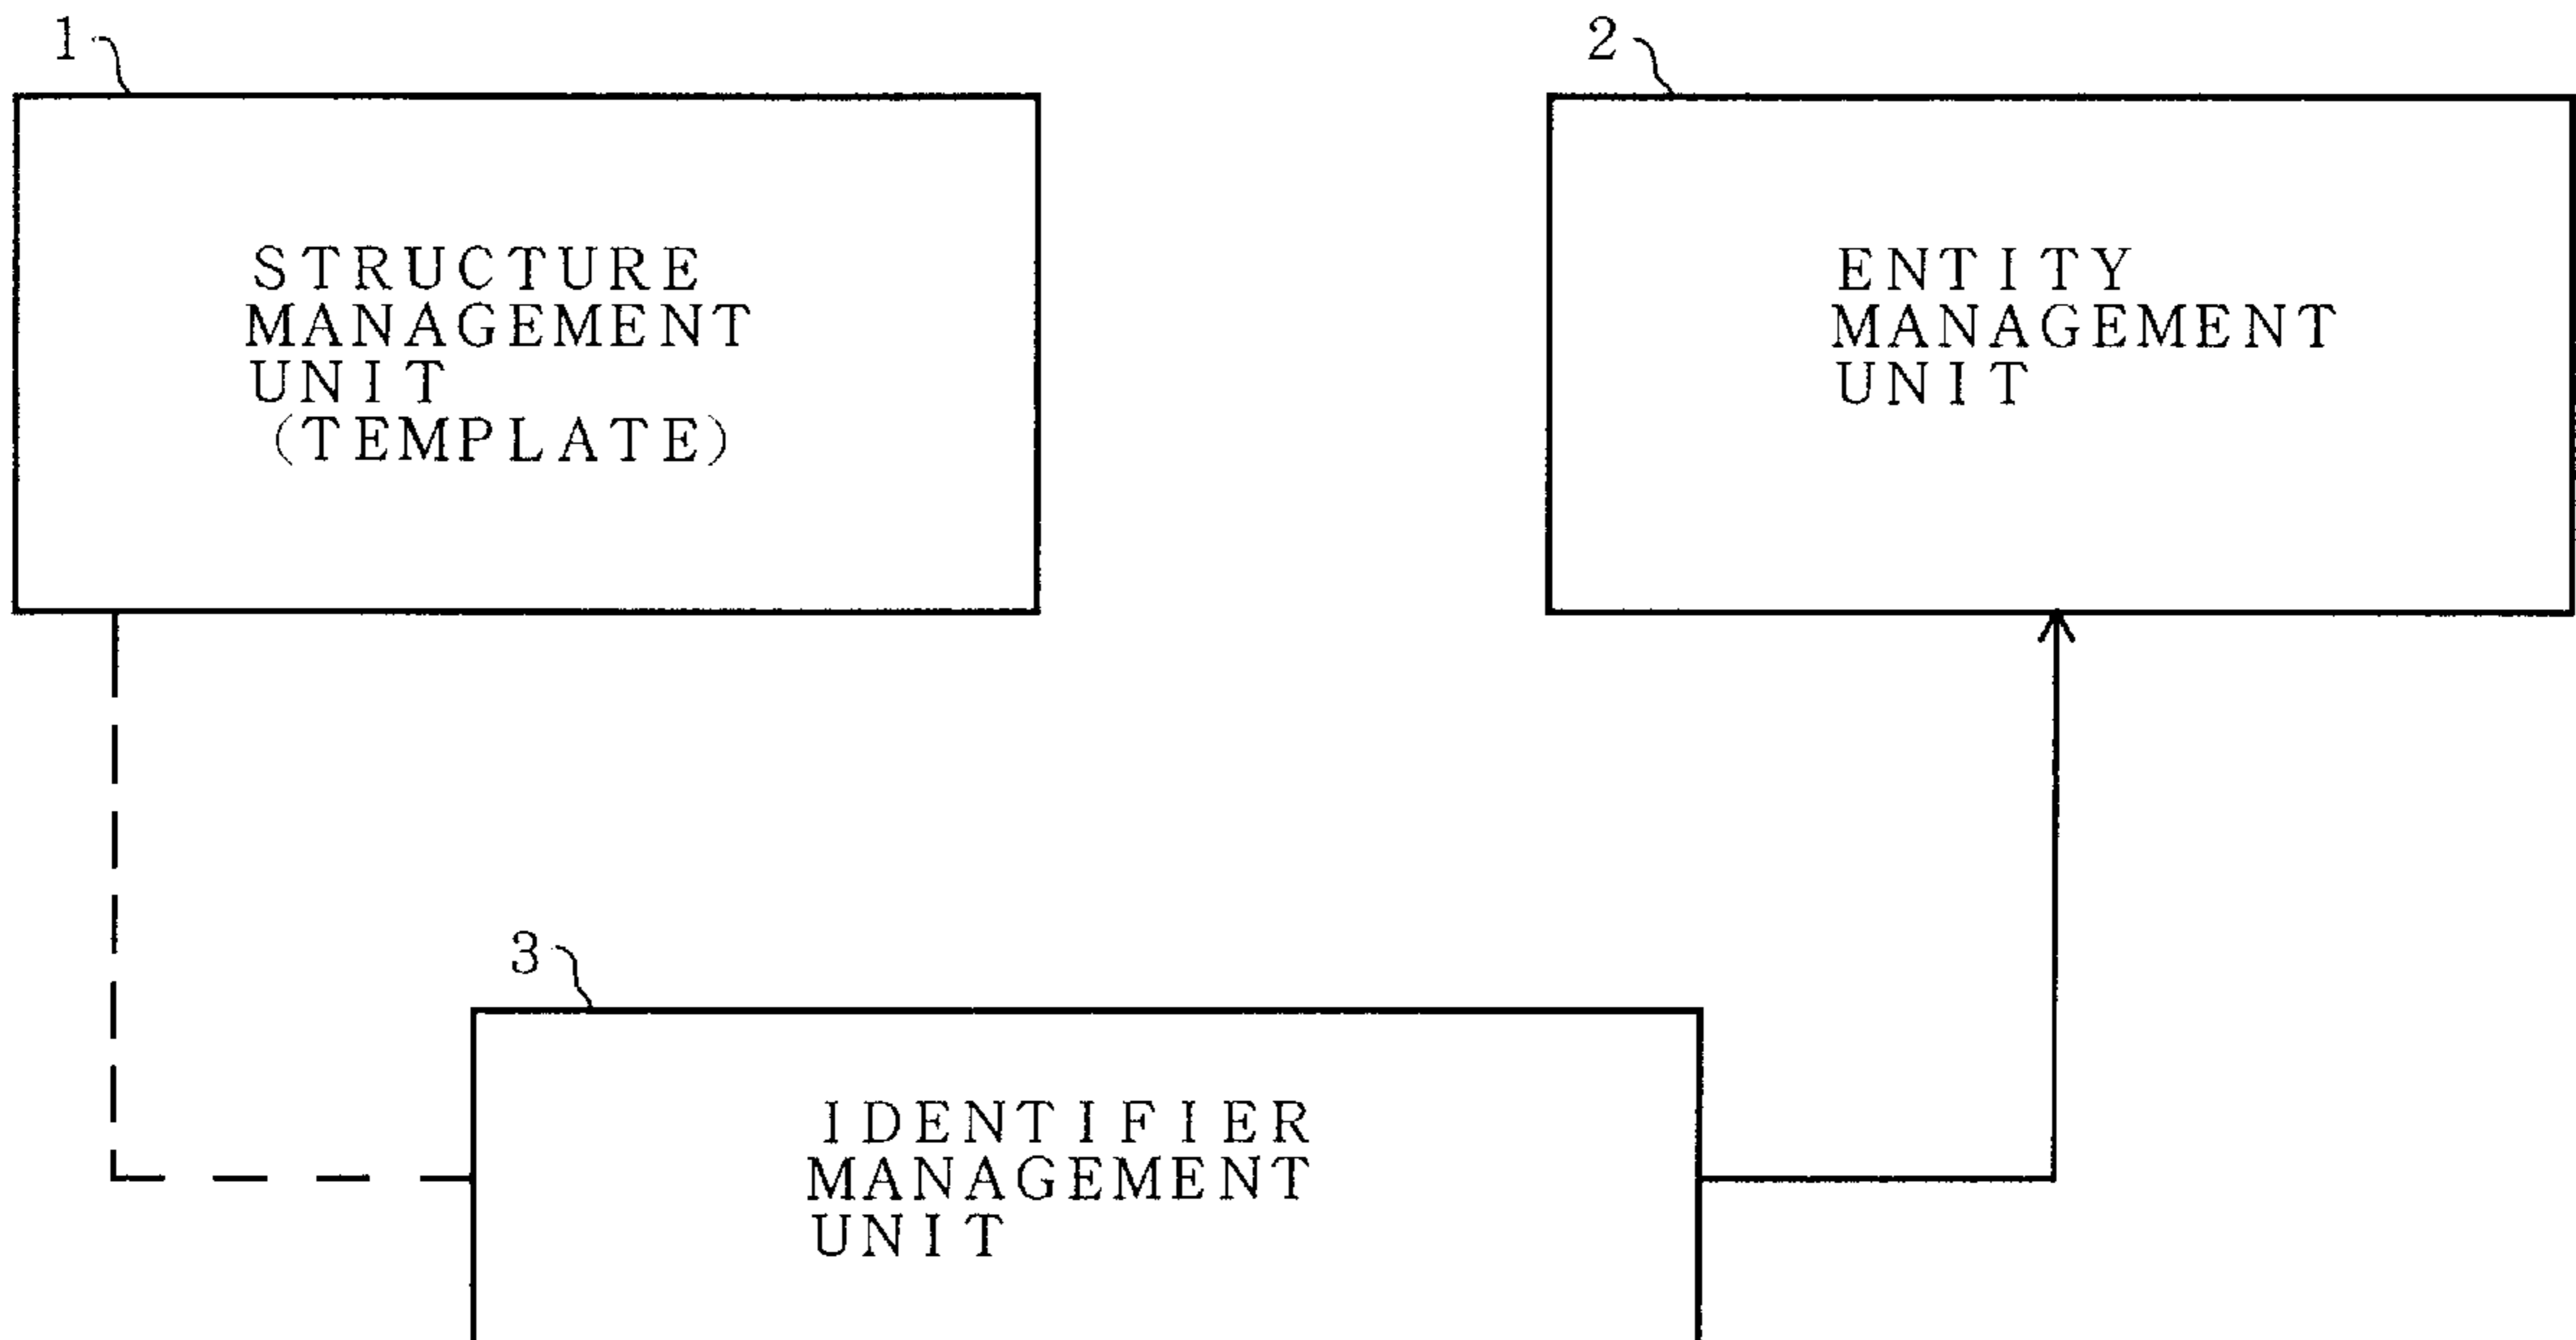 1
STRUCTURE
MANAGEMENT
UNIT
(TEMPLATE)
2
ENTITY
MANAGEMENT
UNIT
3
IDENTIFIER
MANAGEMENT
UNIT